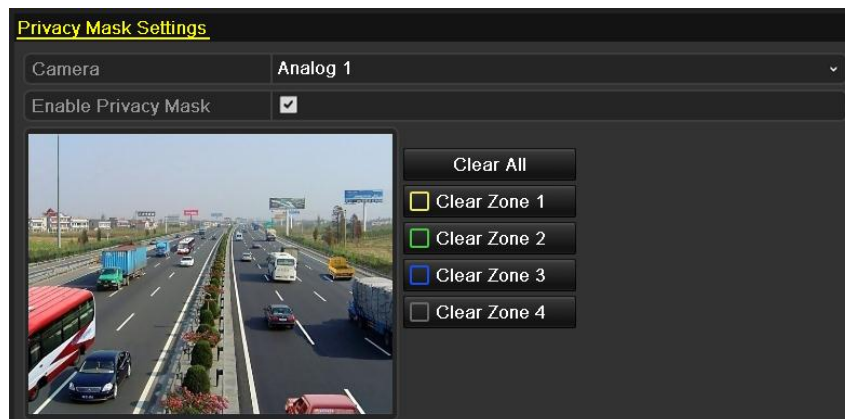 Privacy Mask Settings
Camera Analog 1
Enable Privacy Mask
Clear All
Clear Zone 1
Clear Zone 2
Clear Zone 3
Clear Zone 4